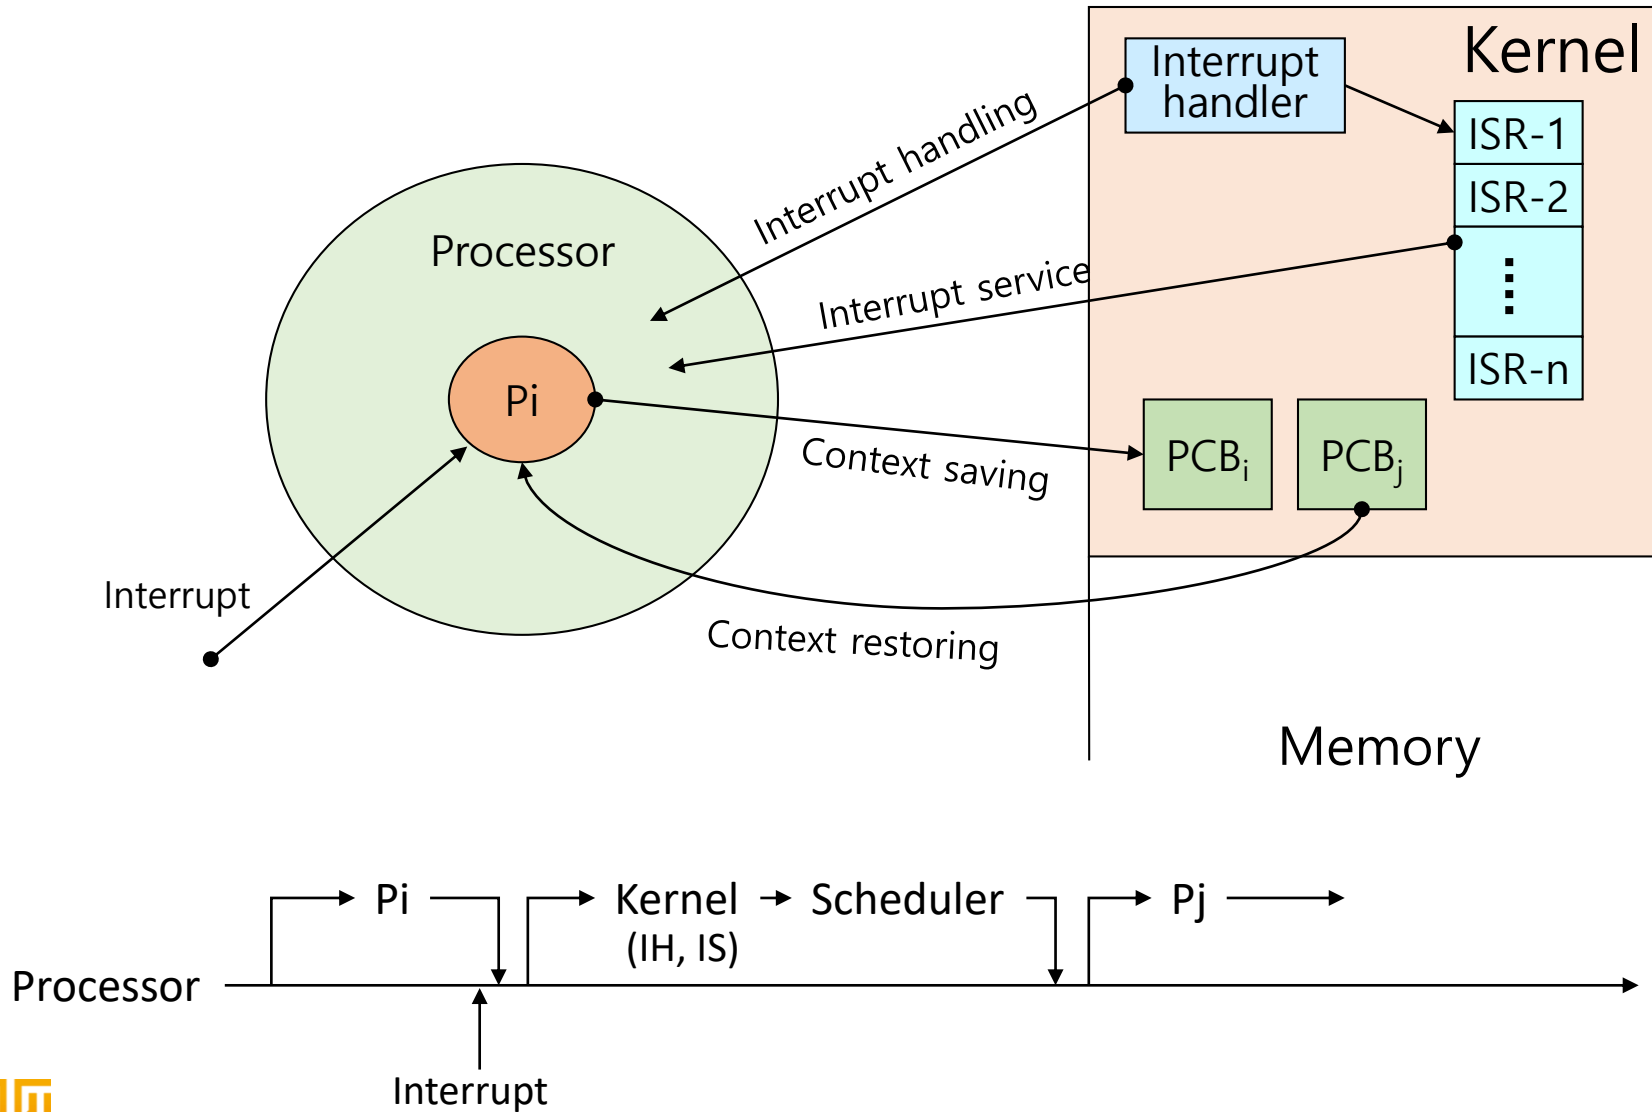 Kernel
Interrupt
handler
ISR-1
ISR-2
ISR-n
Interrupt handling
Processor
Interrupt service
Pi
Context saving
PCBi
PCBj
Interrupt
Context restoring
Memory
Pi
Kernel
(IH, IS)
Scheduler
Pj
Processor
Interrupt